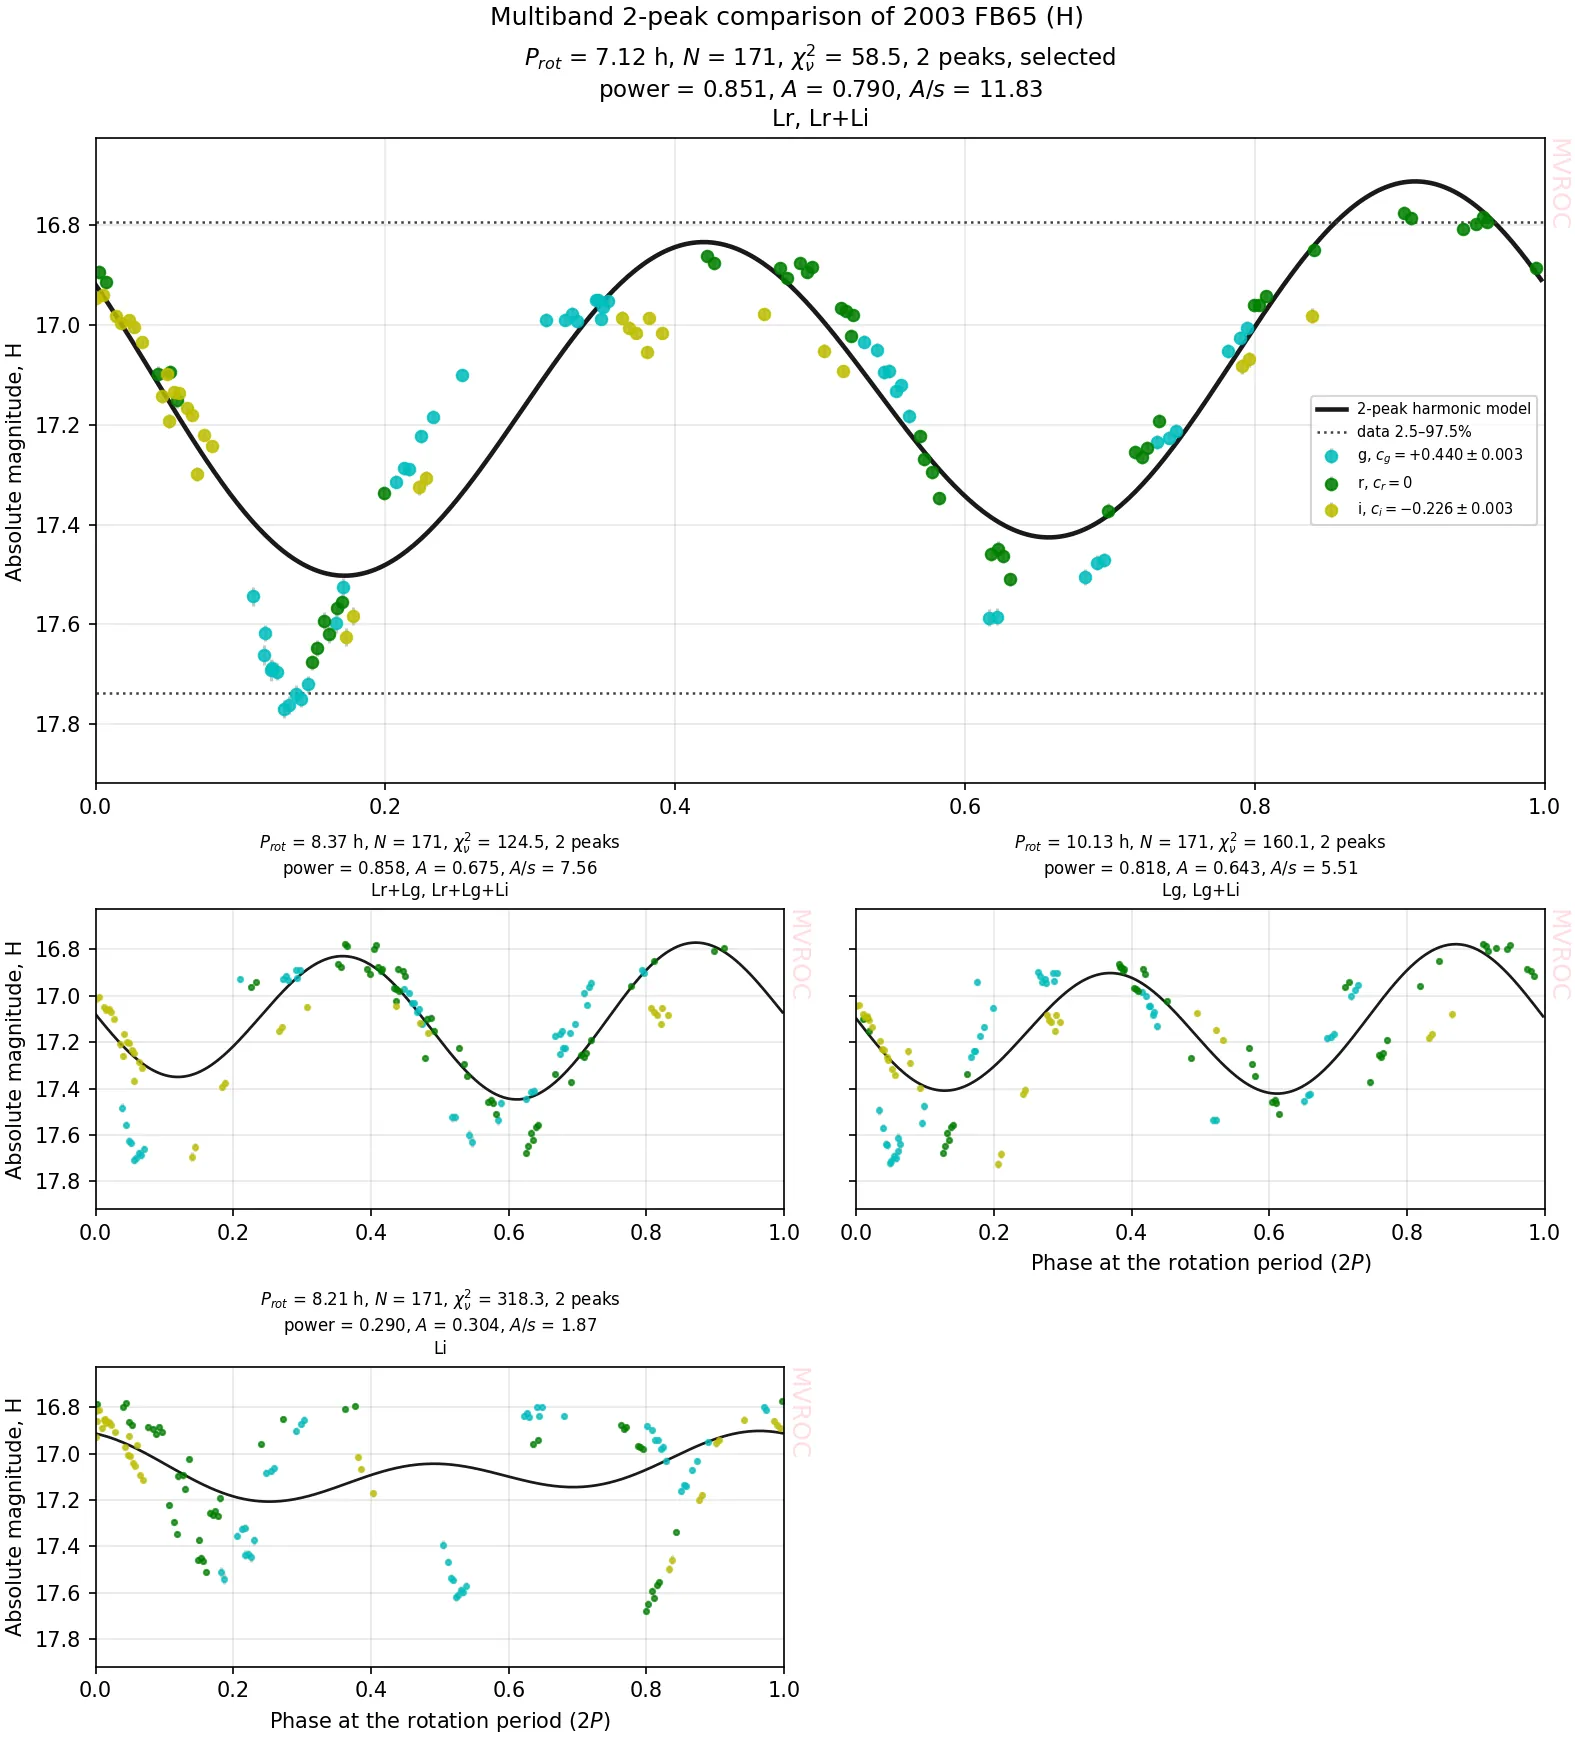 Multiband 2-peak comparison of 2003 FB65 (H)
P_rot = 7.12 h, N = 171, χ²_ν = 58.5, 2 peaks, selected
power = 0.851, A = 0.790, A/s = 11.83
Lr, Lr+Li
MVROC
Absolute magnitude, H
16.8
17.0
17.2
17.4
17.6
17.8
2-peak harmonic model
data 2.5–97.5%
g, c_g = +0.440 ± 0.003
r, c_r = 0
i, c_i = −0.226 ± 0.003
0.0 0.2 0.4 0.6 0.8 1.0
P_rot = 8.37 h, N = 171, χ²_ν = 124.5, 2 peaks
power = 0.858, A = 0.675, A/s = 7.56
Lr+Lg, Lr+Lg+Li
MVROC
Absolute magnitude, H
16.8
17.0
17.2
17.4
17.6
17.8
0.0 0.2 0.4 0.6 0.8 1.0
P_rot = 10.13 h, N = 171, χ²_ν = 160.1, 2 peaks
power = 0.818, A = 0.643, A/s = 5.51
Lg, Lg+Li
MVROC
0.0 0.2 0.4 0.6 0.8 1.0
Phase at the rotation period (2P)
P_rot = 8.21 h, N = 171, χ²_ν = 318.3, 2 peaks
power = 0.290, A = 0.304, A/s = 1.87
Li
MVROC
Absolute magnitude, H
16.8
17.0
17.2
17.4
17.6
17.8
0.0 0.2 0.4 0.6 0.8 1.0
Phase at the rotation period (2P)